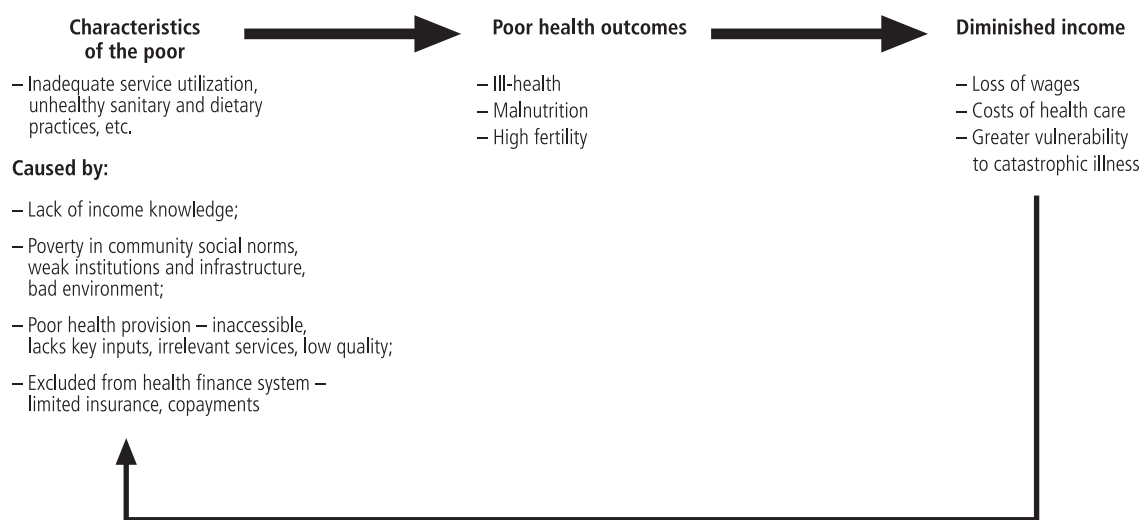 Characteristics
of the poor
– Inadequate service utilization,
unhealthy sanitary and dietary
practices, etc.
Caused by:
– Lack of income knowledge;
– Poverty in community social norms,
weak institutions and infrastructure,
bad environment;
– Poor health provision – inaccessible,
lacks key inputs, irrelevant services, low quality;
– Excluded from health finance system –
limited insurance, copayments
Poor health outcomes
– Ill-health
– Malnutrition
– High fertility
Diminished income
– Loss of wages
– Costs of health care
– Greater vulnerability
to catastrophic illness